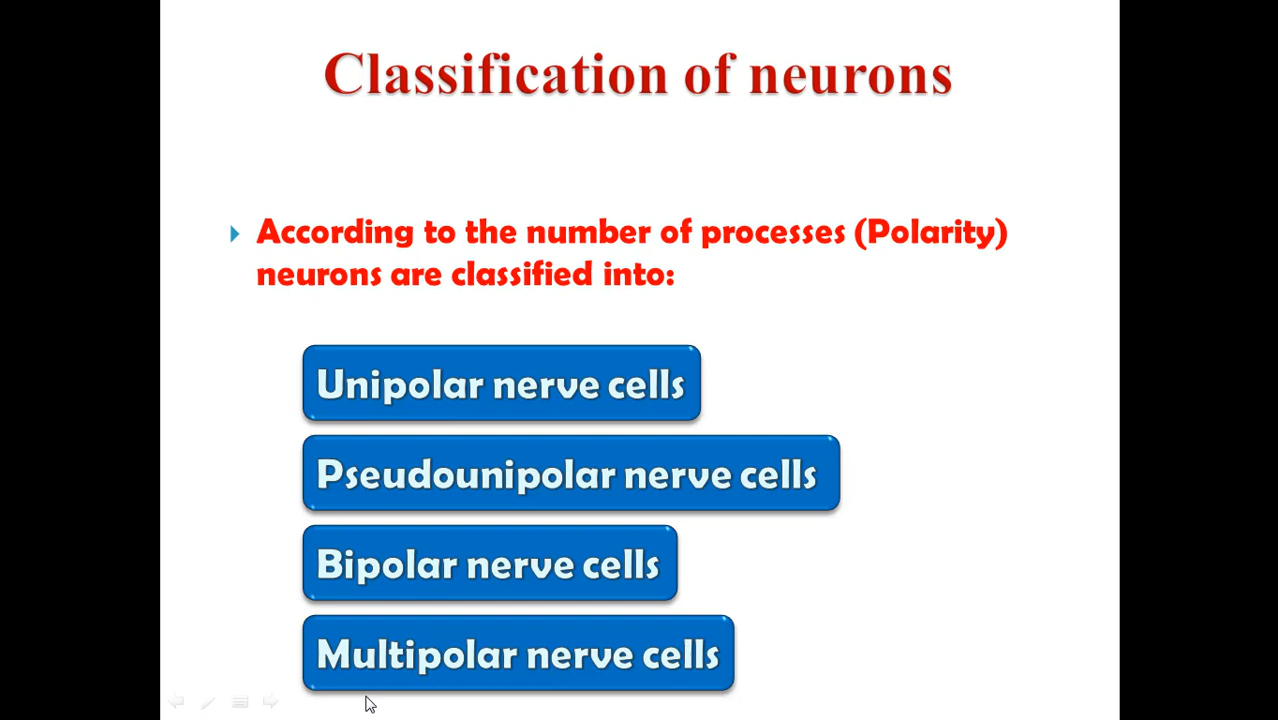 Classification of neurons
According to the number of processes (Polarity)
neurons are classified into:
Unipolar nerve cells
Pseudounipolar nerve cells
Bipolar nerve cells
Multipolar nerve cells